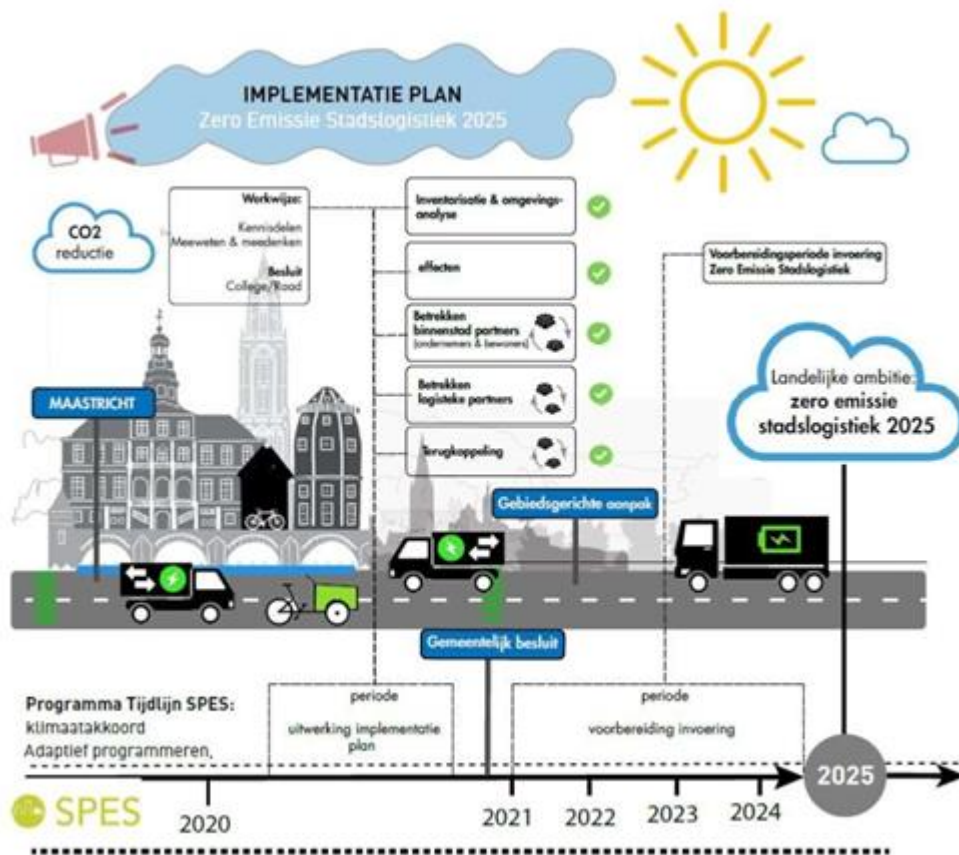 IMPLEMENTATIE PLAN
Zero Emissie Stadslogistiek 2025
CO2
reductie
Werkwijze:
Kennisdelen
Meeweten & meedenken
Besluit
College/Raad
Inventarisatie & omgevings-
analyse
effecten
Betrekken
binnenstad partners
(ondernemers & bewoners)
Betrekken
logistieke partners
Terugkoppeling
Voorbereidingsperiode invoering
Zero Emissie Stadslogistiek
Landelijke ambitie:
zero emissie
stadslogistiek 2025
MAASTRICHT
Gebiedsgerichte aanpak
Gemeentelijk besluit
Programma Tijdlijn SPES:
klimaatakkoord
Adaptief programmeren,
periode
uitwerking implementatie
plan
periode
voorbereiding invoering
2025
SPES
2020
2021
2022
2023
2024